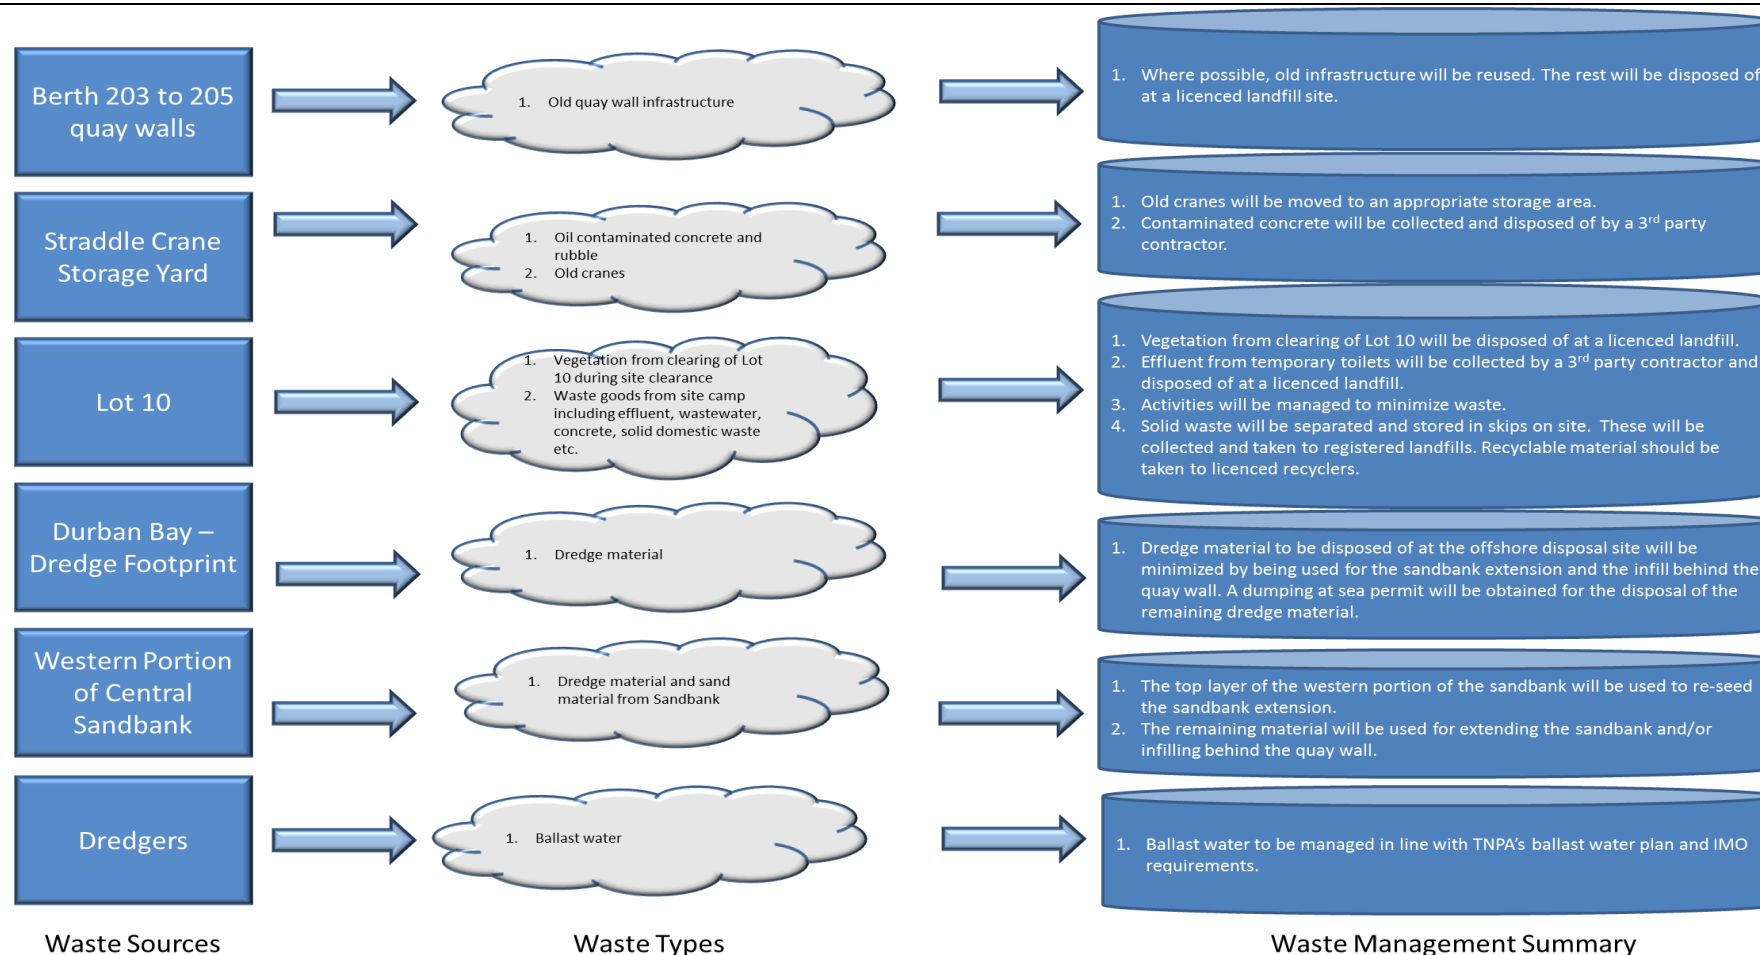 Berth 203 to 205
quay walls
1. Old quay wall infrastructure
1. Where possible, old infrastructure will be reused. The rest will be disposed of
at a licenced landfill site.
Straddle Crane
Storage Yard
1. Oil contaminated concrete and
rubble
2. Old cranes
1. Old cranes will be moved to an appropriate storage area.
2. Contaminated concrete will be collected and disposed of by a 3rd party
contractor.
Lot 10
1. Vegetation from clearing of Lot
10 during site clearance
2. Waste goods from site camp
including effluent, wastewater,
concrete, solid domestic waste
etc.
1. Vegetation from clearing of Lot 10 will be disposed of at a licenced landfill.
2. Effluent from temporary toilets will be collected by a 3rd party contractor and
disposed of at a licenced landfill.
3. Activities will be managed to minimize waste.
4. Solid waste will be separated and stored in skips on site. These will be
collected and taken to registered landfills. Recyclable material should be
taken to licenced recyclers.
Durban Bay –
Dredge Footprint
1. Dredge material
1. Dredge material to be disposed of at the offshore disposal site will be
minimized by being used for the sandbank extension and the infill behind the
quay wall. A dumping at sea permit will be obtained for the disposal of the
remaining dredge material.
Western Portion
of Central
Sandbank
1. Dredge material and sand
material from Sandbank
1. The top layer of the western portion of the sandbank will be used to re-seed
the sandbank extension.
2. The remaining material will be used for extending the sandbank and/or
infilling behind the quay wall.
Dredgers
1. Ballast water
1. Ballast water to be managed in line with TNPA’s ballast water plan and IMO
requirements.
Waste Sources
Waste Types
Waste Management Summary